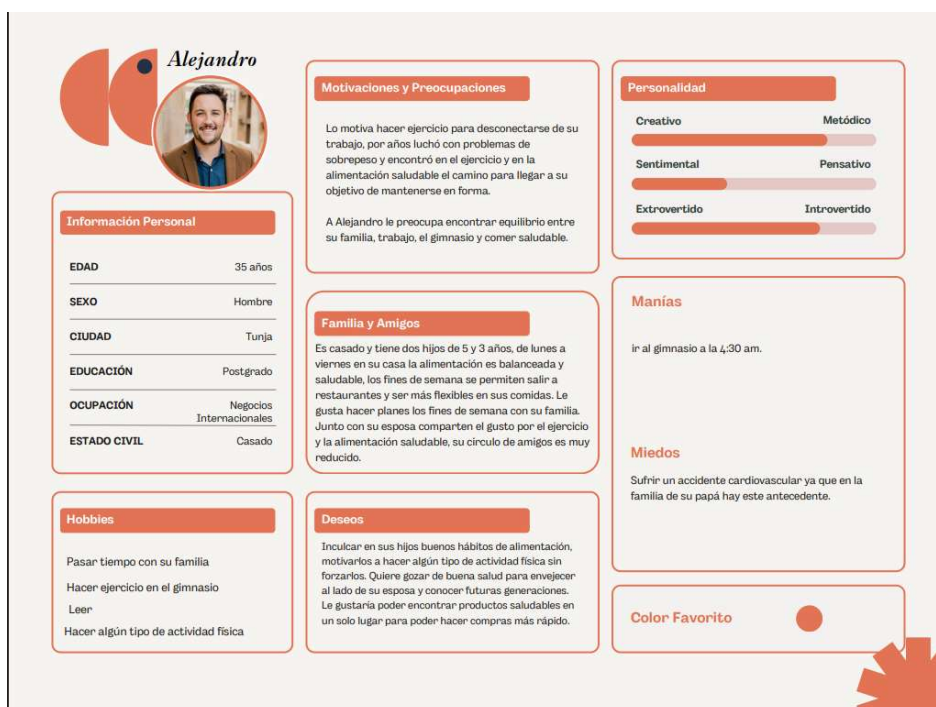 Alejandro
Información Personal
EDAD 35 años
SEXO Hombre
CIUDAD Tunja
EDUCACIÓN Postgrado
OCUPACIÓN Negocios
Internacionales
ESTADO CIVIL Casado
Hobbies
Pasar tiempo con su familia
Hacer ejercicio en el gimnasio
Leer
Hacer algún tipo de actividad física
Motivaciones y Preocupaciones
Lo motiva hacer ejercicio para desconectarse de su
trabajo, por años luchó con problemas de
sobrepeso y encontró en el ejercicio y en la
alimentación saludable el camino para llegar a su
objetivo de mantenerse en forma.
A Alejandro le preocupa encontrar equilibrio entre
su familia, trabajo, el gimnasio y comer saludable.
Familia y Amigos
Es casado y tiene dos hijos de 5 y 3 años, de lunes a
viernes en su casa la alimentación es balanceada y
saludable, los fines de semana se permiten salir a
restaurantes y ser más flexibles en sus comidas. Le
gusta hacer planes los fines de semana con su familia.
Junto con su esposa comparten el gusto por el ejercicio
y la alimentación saludable, su circulo de amigos es muy
reducido.
Deseos
Inculcar en sus hijos buenos hábitos de alimentación,
motivarlos a hacer algún tipo de actividad física sin
forzarlos. Quiere gozar de buena salud para envejecer
al lado de su esposa y conocer futuras generaciones.
Le gustaría poder encontrar productos saludables en
un solo lugar para poder hacer compras más rápido.
Personalidad
Creativo Metódico
Sentimental Pensativo
Extrovertido Introvertido
Manías
ir al gimnasio a la 4:30 am.
Miedos
Sufrir un accidente cardiovascular ya que en la
familia de su papá hay este antecedente.
Color Favorito